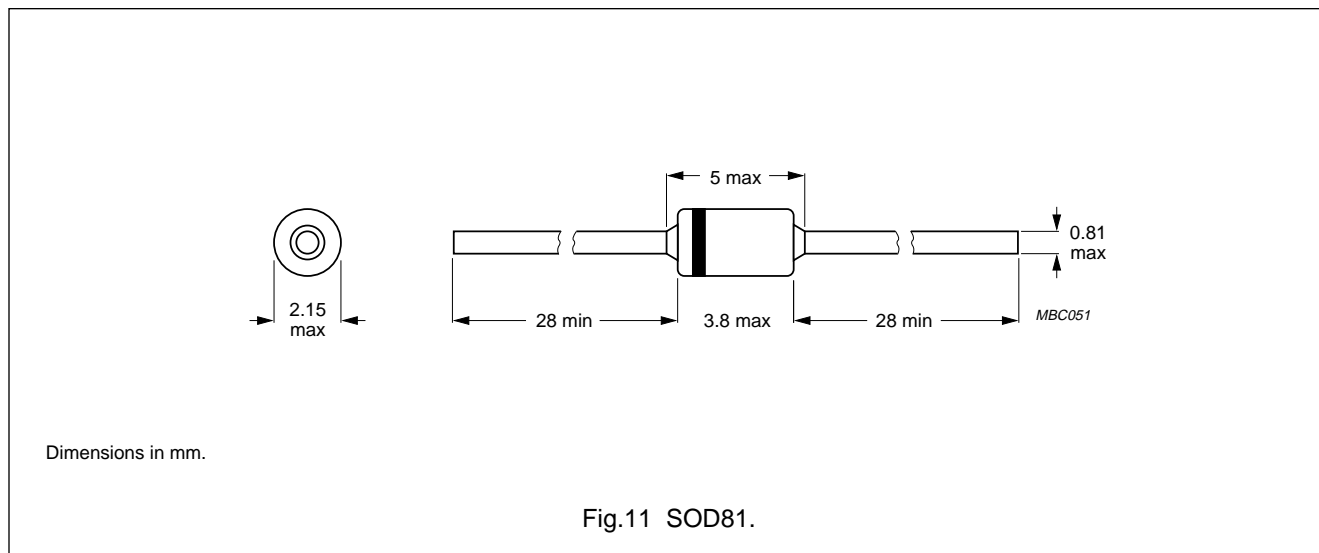 5 max
0.81
max
2.15
max
28 min
3.8 max
28 min
MBC051
Dimensions in mm.
Fig.11 SOD81.